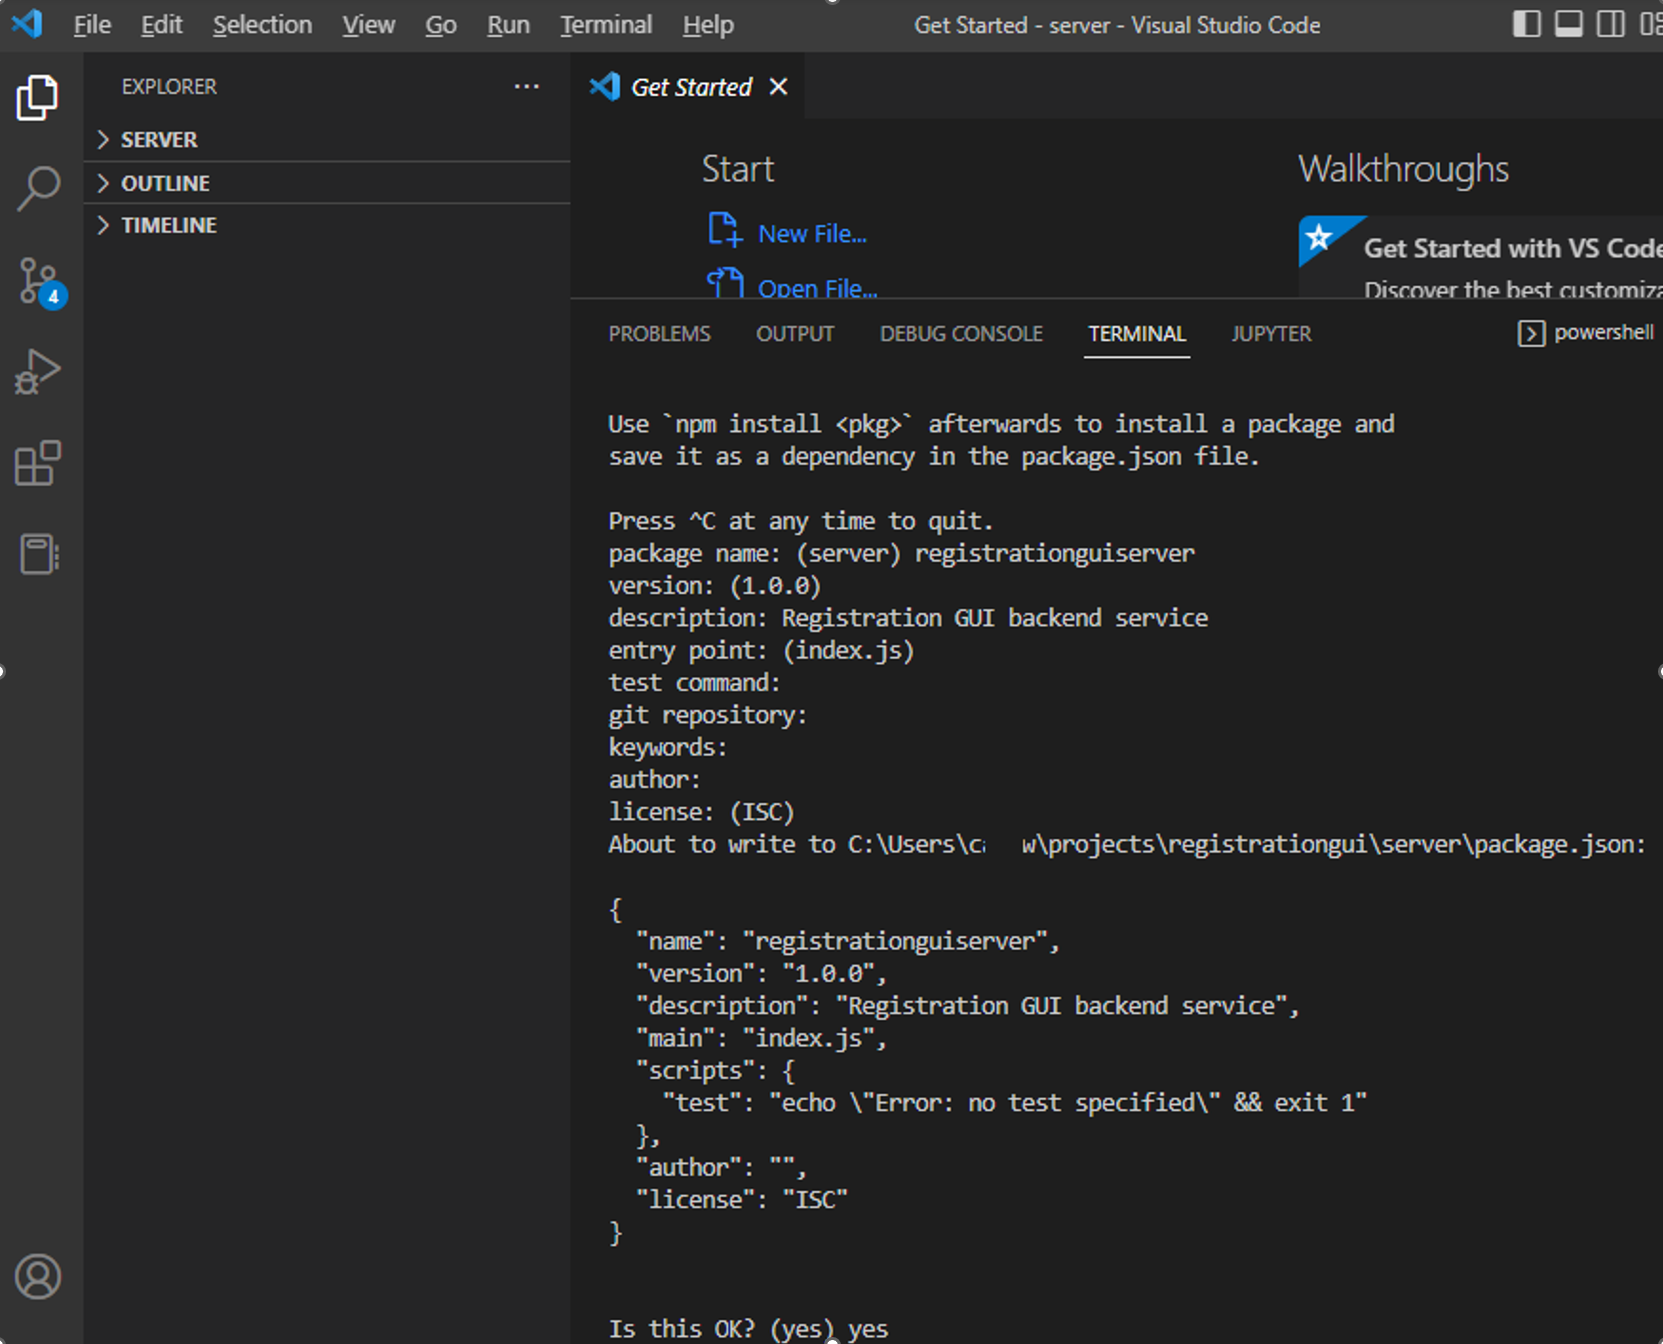 File Edit Selection View Go Run Terminal Help Get Started - server - Visual Studio Code
EXPLORER
SERVER
OUTLINE
TIMELINE
4
Get Started
Start
New File...
Open File...
Walkthroughs
Get Started with VS Code
Discover the best
PROBLEMS OUTPUT DEBUG CONSOLE TERMINAL JUPYTER powershell
Use `npm install <pkg>` afterwards to install a package and
save it as a dependency in the package.json file.
Press ^C at any time to quit.
package name: (server) registrationguiserver
version: (1.0.0)
description: Registration GUI backend service
entry point: (index.js)
test command:
git repository:
keywords:
author:
license: (ISC)
About to write to C:\Users\ca w\projects\registrationgui\server\package.json:
{
"name": "registrationguiserver",
"version": "1.0.0",
"description": "Registration GUI backend service",
"main": "index.js",
"scripts": {
"test": "echo \"Error: no test specified\" && exit 1"
},
"author": "",
"license": "ISC"
}
Is this OK? (yes) yes